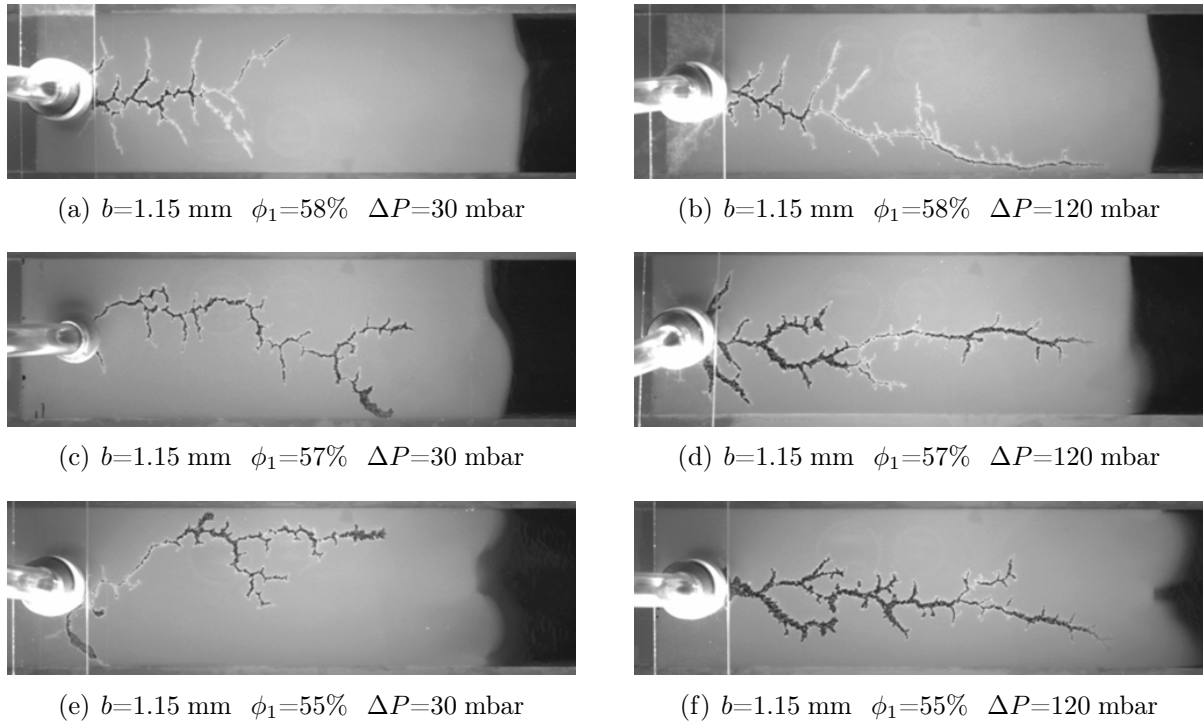 (a) b=1.15 mm ϕ₁=58% ΔP=30 mbar
(b) b=1.15 mm ϕ₁=58% ΔP=120 mbar
(c) b=1.15 mm ϕ₁=57% ΔP=30 mbar
(d) b=1.15 mm ϕ₁=57% ΔP=120 mbar
(e) b=1.15 mm ϕ₁=55% ΔP=30 mbar
(f) b=1.15 mm ϕ₁=55% ΔP=120 mbar